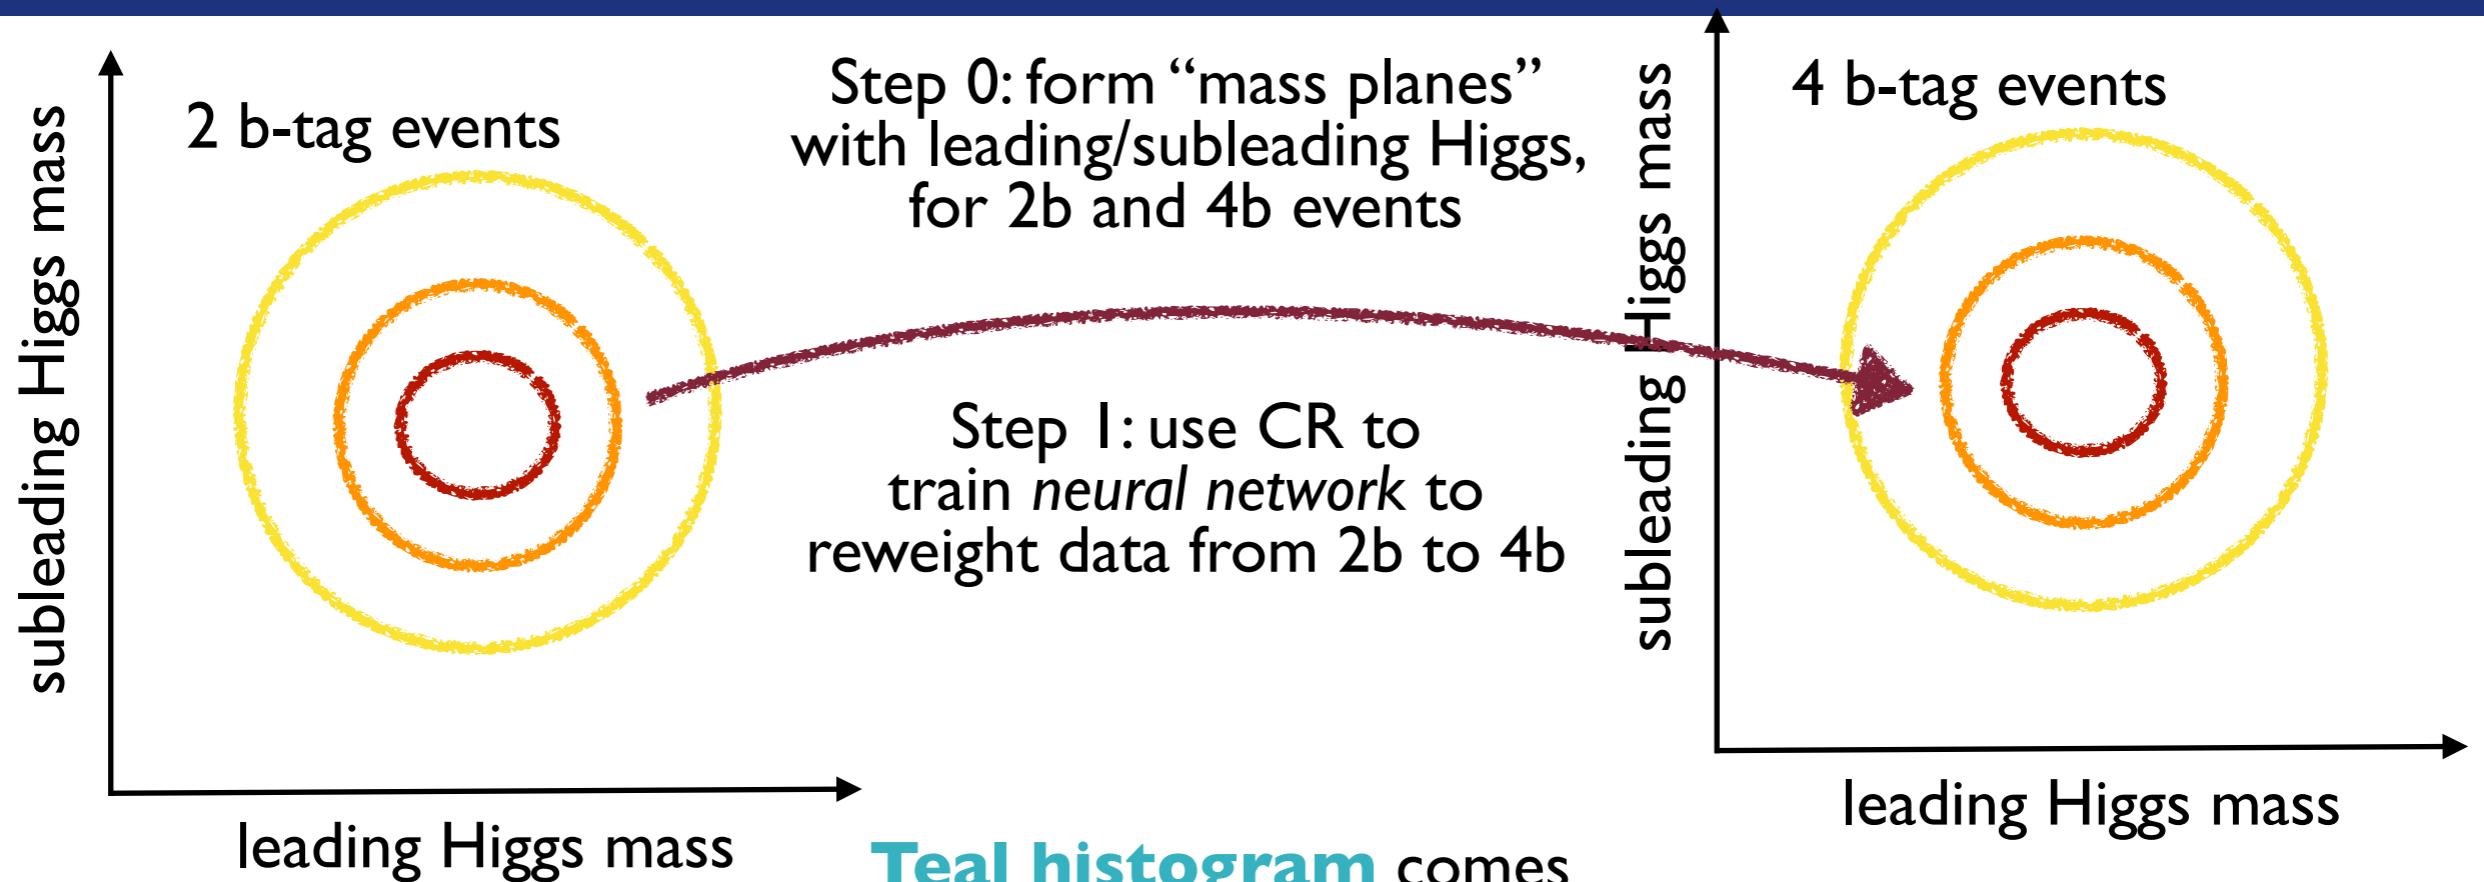 2 b-tag events
subleading Higgs mass
leading Higgs mass
Step 0: form “mass planes”
with leading/subleading Higgs,
for 2b and 4b events
Step 1: use CR to
train neural network to
reweight data from 2b to 4b
Teal histogram comes
4 b-tag events
subleading Higgs mass
leading Higgs mass